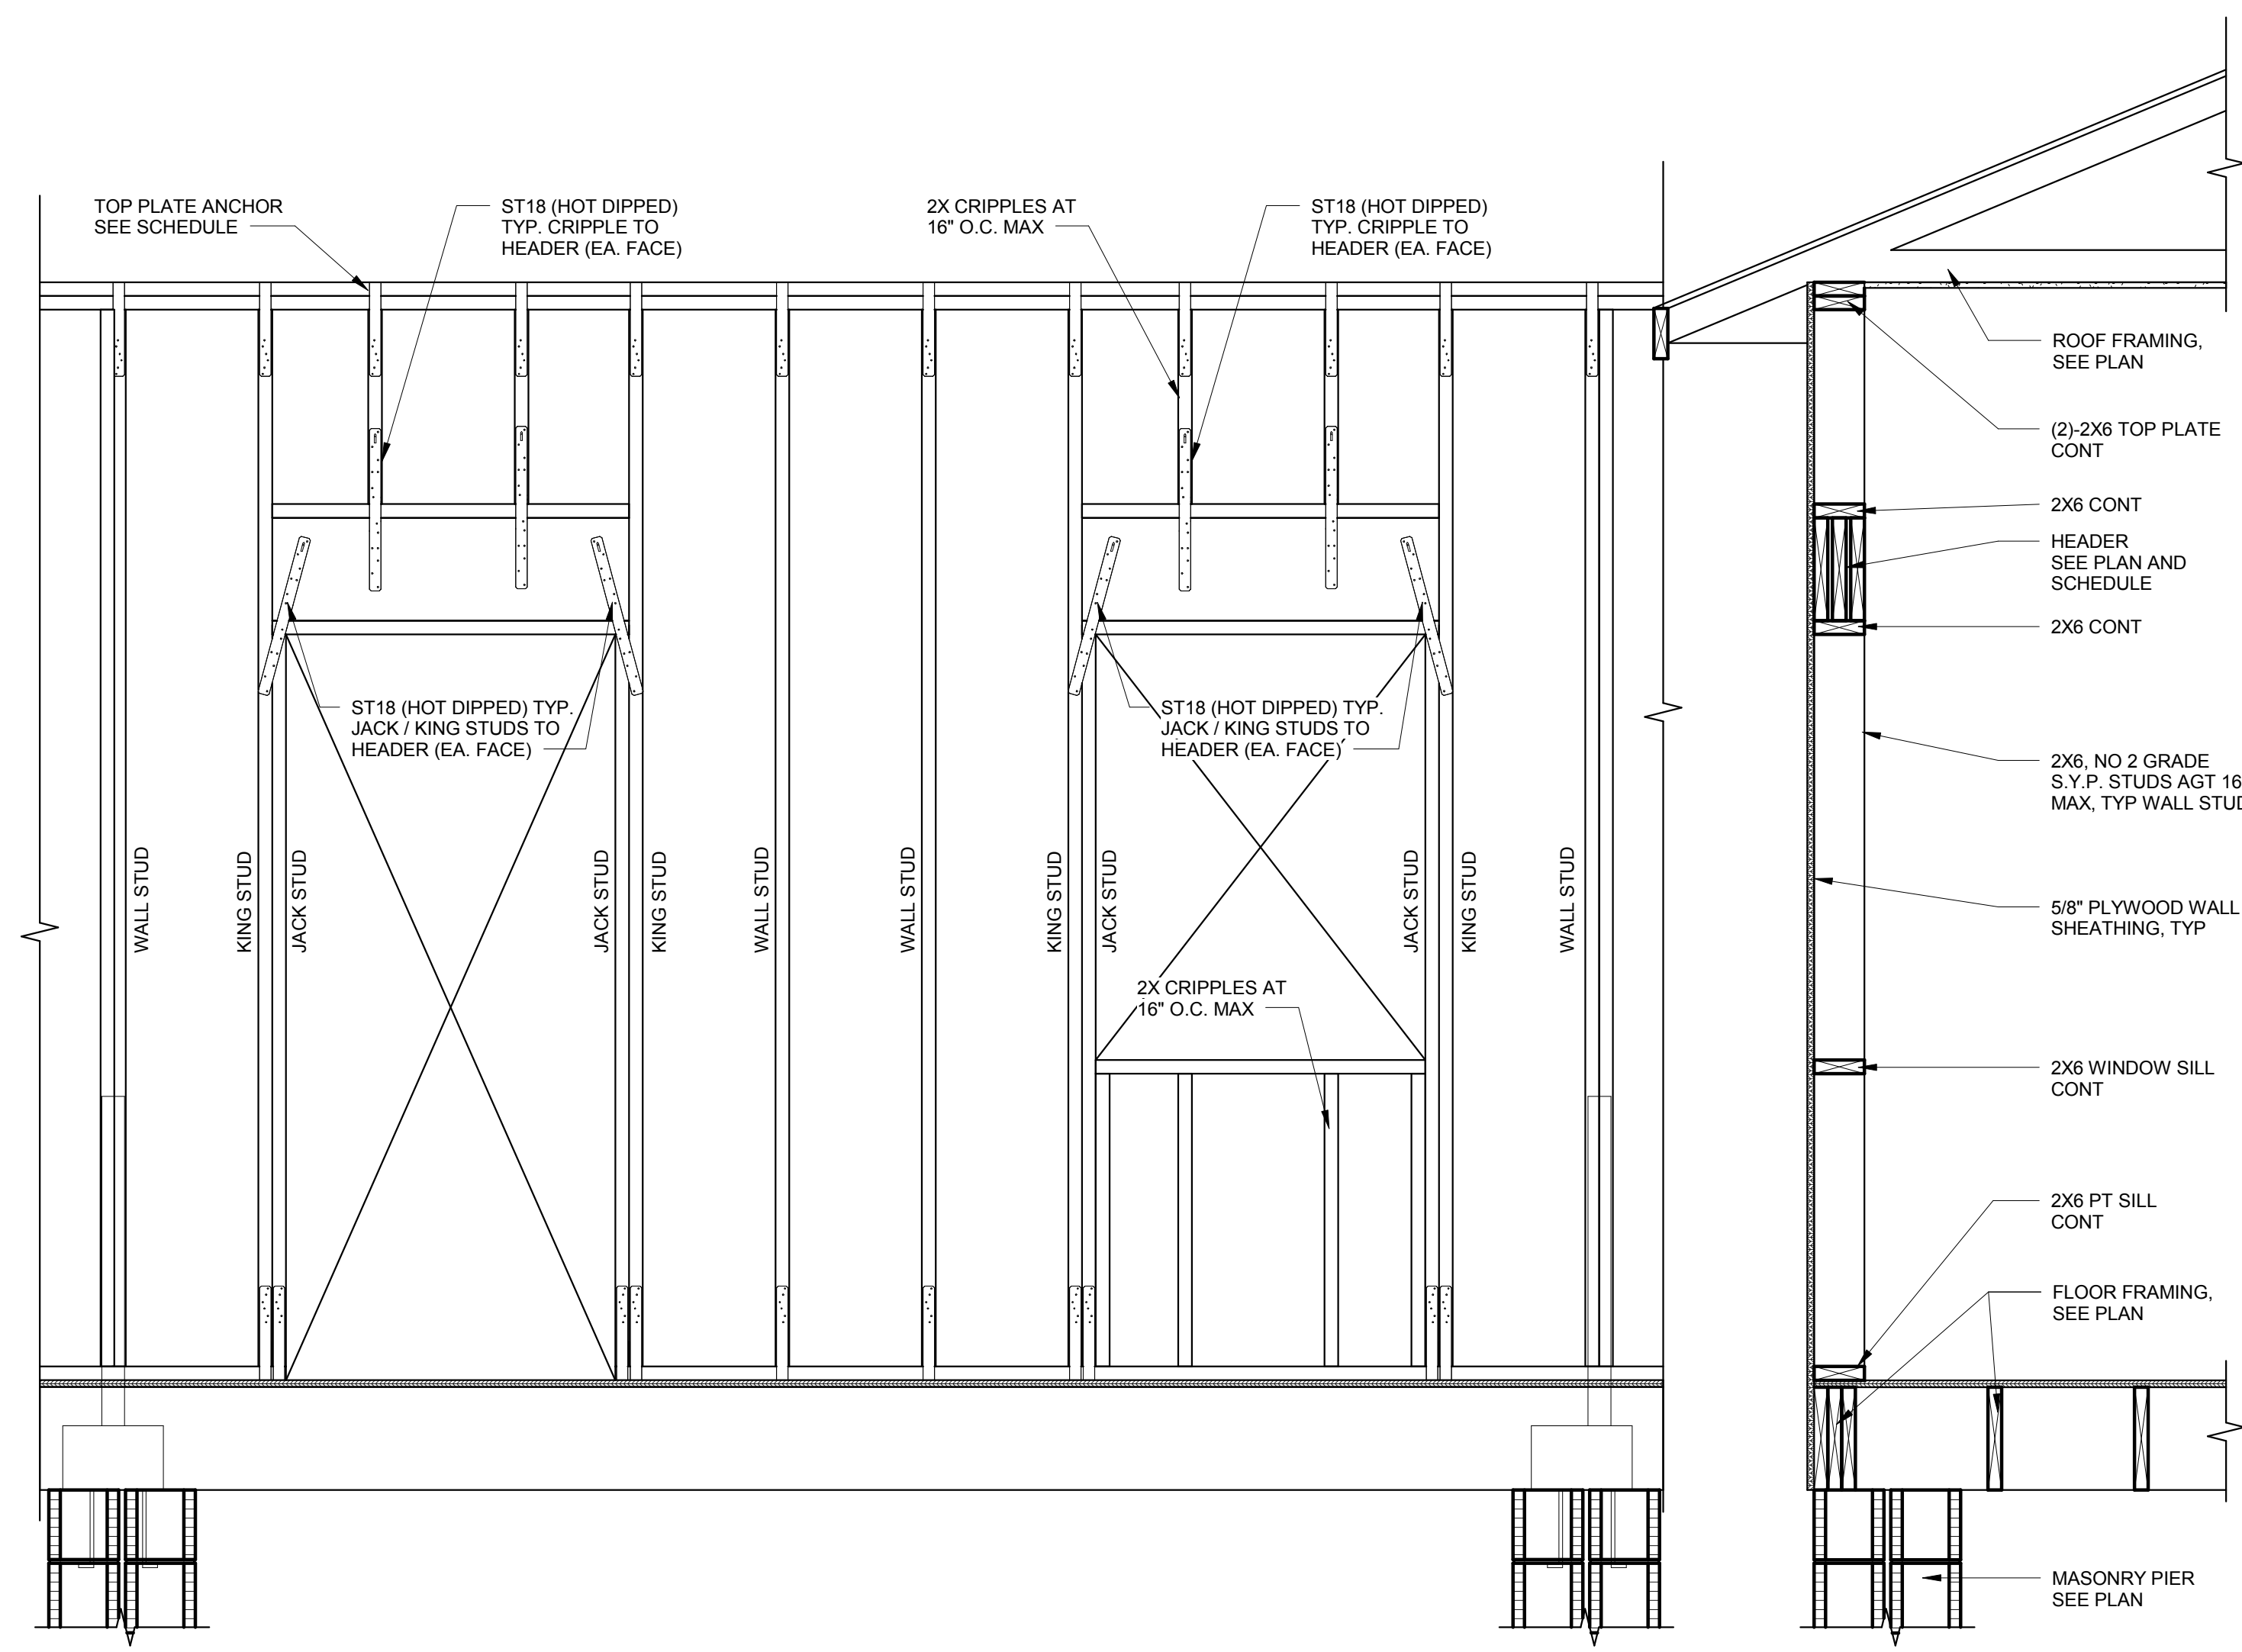 TOP PLATE ANCHOR
SEE SCHEDULE
ST18 (HOT DIPPED)
TYP. CRIPPLE TO
HEADER (EA. FACE)
2X CRIPPLES AT
16" O.C. MAX
ST18 (HOT DIPPED)
TYP. CRIPPLE TO
HEADER (EA. FACE)
ROOF FRAMING,
SEE PLAN
(2)-2X6 TOP PLATE
CONT
2X6 CONT
HEADER
SEE PLAN AND
SCHEDULE
2X6 CONT
ST18 (HOT DIPPED) TYP.
JACK / KING STUDS TO
HEADER (EA. FACE)
ST18 (HOT DIPPED) TYP.
JACK / KING STUDS TO
HEADER (EA. FACE)
2X6, NO 2 GRADE
S.Y.P. STUDS AGT 16
MAX, TYP WALL STUD
WALL STUD
KING STUD
JACK STUD
JACK STUD
KING STUD
WALL STUD
WALL STUD
KING STUD
JACK STUD
JACK STUD
KING STUD
WALL STUD
5/8" PLYWOOD WALL
SHEATHING, TYP
2X CRIPPLES AT
16" O.C. MAX
2X6 WINDOW SILL
CONT
2X6 PT SILL
CONT
FLOOR FRAMING,
SEE PLAN
MASONRY PIER
SEE PLAN